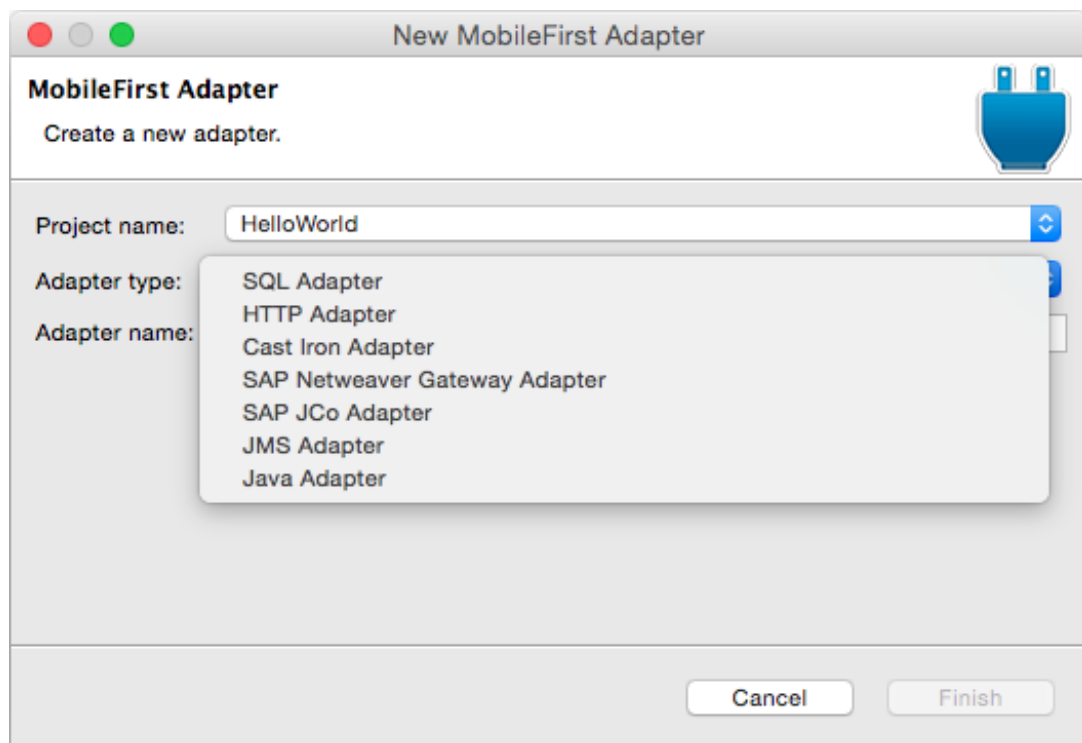 New MobileFirst Adapter
MobileFirst Adapter
Create a new adapter.
Project name: HelloWorld
Adapter type:
SQL Adapter
HTTP Adapter
Adapter name:
Cast Iron Adapter
SAP Netweaver Gateway Adapter
SAP JCo Adapter
JMS Adapter
Java Adapter
Cancel Finish